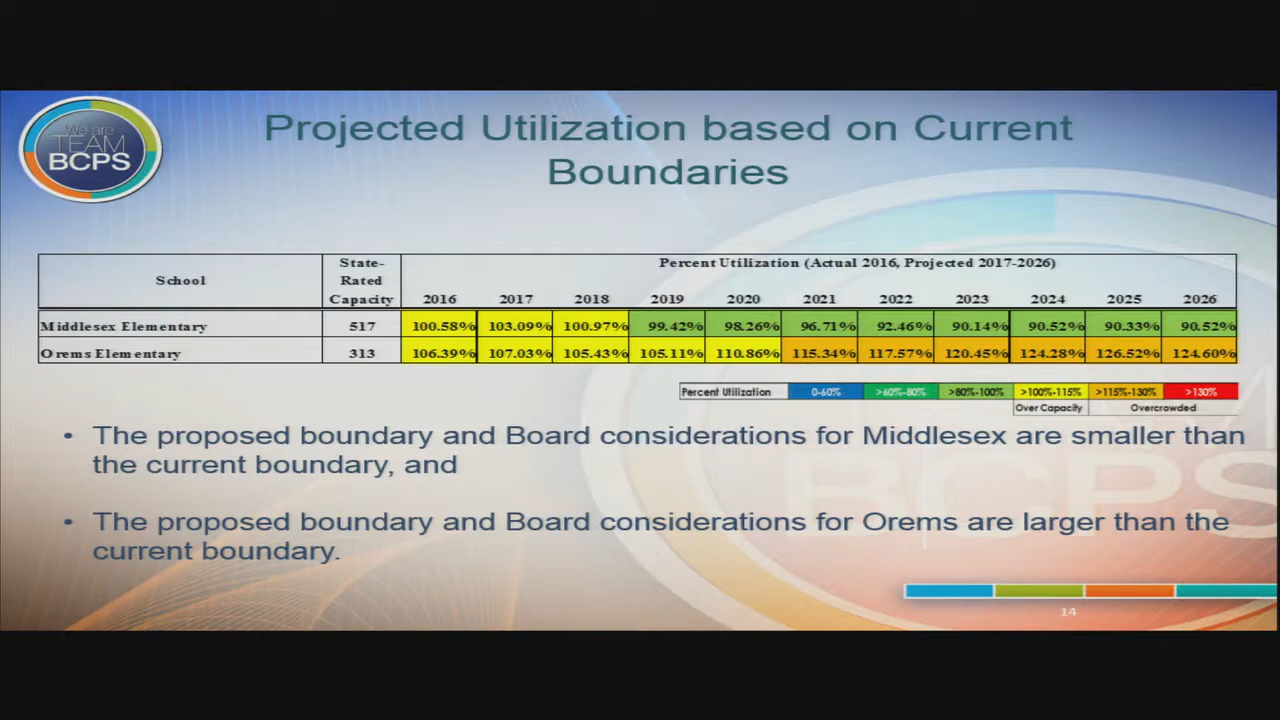 We are
TEAM
BCPS
Projected Utilization based on Current
Boundaries
School State-Rated Capacity Percent Utilization (Actual 2016, Projected 2017-2026)
2016 2017 2018 2019 2020 2021 2022 2023 2024 2025 2026
Middlesex Elementary 517 100.58% 103.09% 100.97% 99.42% 98.26% 96.71% 92.46% 90.14% 90.52% 90.33% 90.52%
Orems Elementary 313 106.39% 107.03% 105.43% 105.11% 110.86% 115.34% 117.57% 120.45% 124.28% 126.52% 124.60%
Percent Utilization 0-60% >60%-80% >80%-100% >100%-115% >115%-130% >130%
Over Capacity Overcrowded
• The proposed boundary and Board considerations for Middlesex are smaller than
the current boundary, and
• The proposed boundary and Board considerations for Orems are larger than the
current boundary.
TEAM
BCPS
14